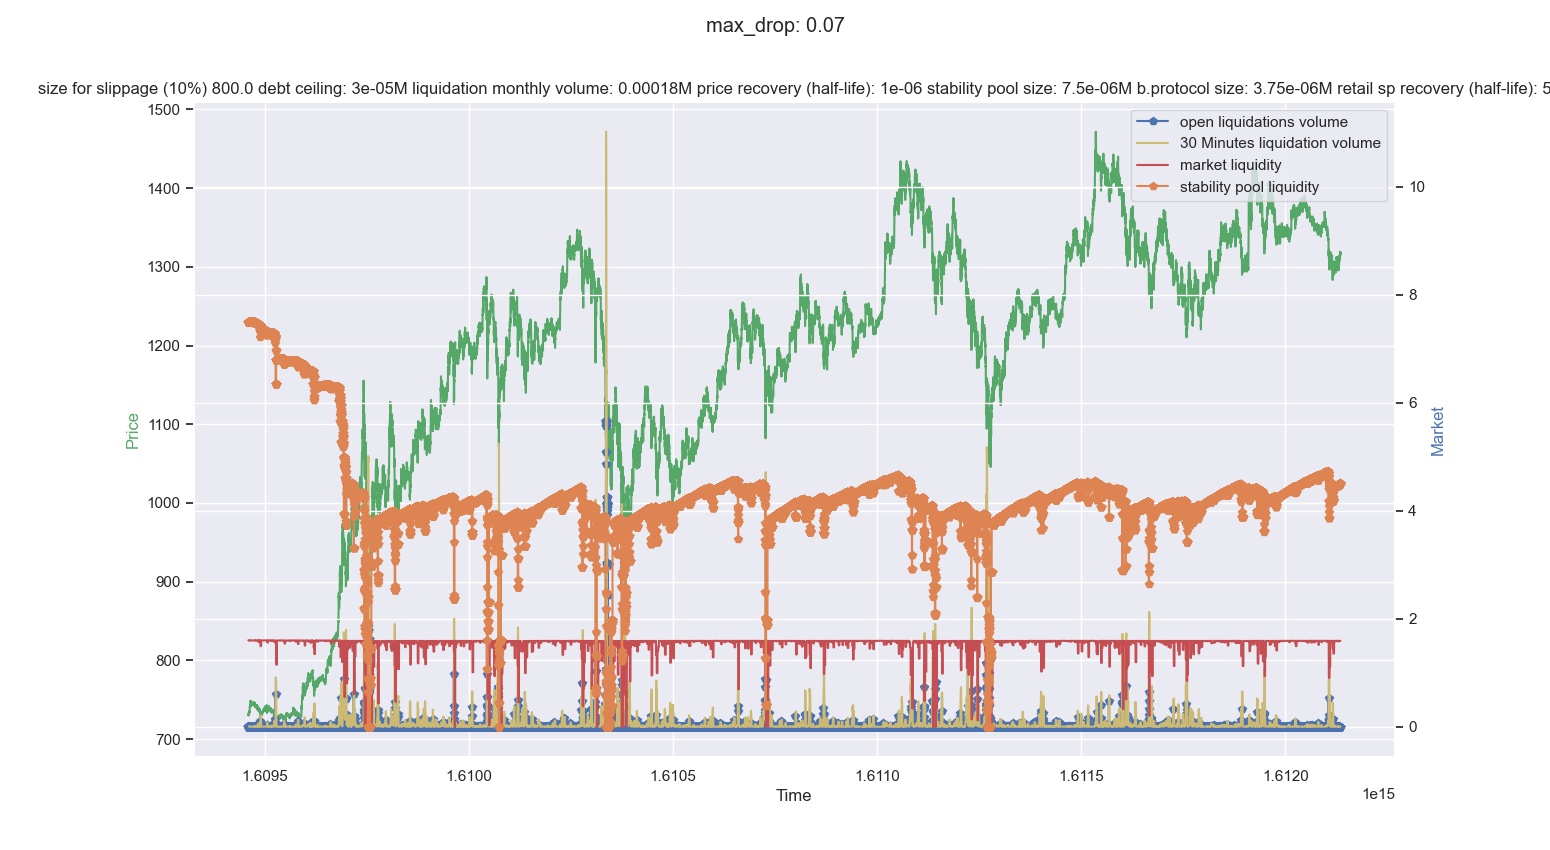 max_drop: 0.07
size for slippage (10%) 800.0 debt ceiling: 3e-05M liquidation monthly volume: 0.00018M price recovery (half-life): 1e-06 stability pool size: 7.5e-06M b.protocol size: 3.75e-06M retail sp recovery (half-life): 5
1500
1400
1300
1200
1100
1000
900
800
700
Price
open liquidations volume
30 Minutes liquidation volume
market liquidity
stability pool liquidity
10
8
6
4
2
0
Market
1.6095
1.6100
1.6105
1.6110
1.6115
1.6120
1e15
Time